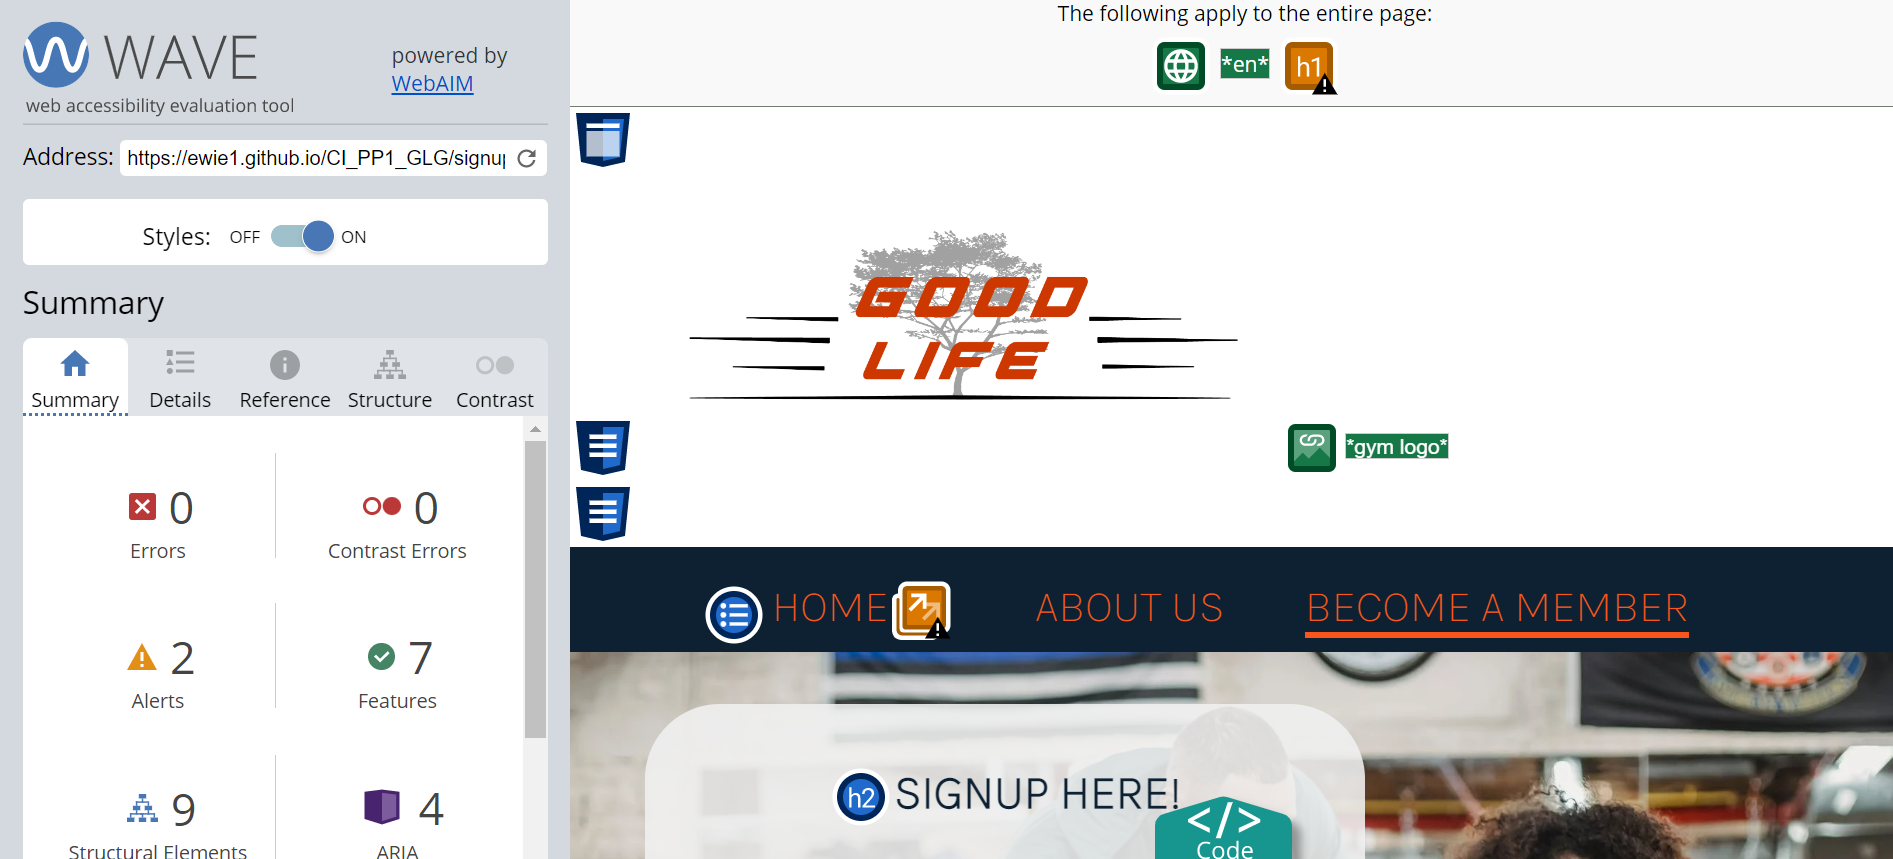 WAVE
powered by
WebAIM
web accessibility evaluation tool
Address: https://ewie1.github.io/CI_PP1_GLG/signup
Styles: OFF ON
Summary
Summary Details Reference Structure Contrast
0 0
Errors Contrast Errors
2 7
Alerts Features
9 4
Structural Elements ARIA
The following apply to the entire page:
*en* h1
GOOD
LIFE
*gym logo*
HOME ABOUT US BECOME A MEMBER
h2 SIGNUP HERE!
</>
Code